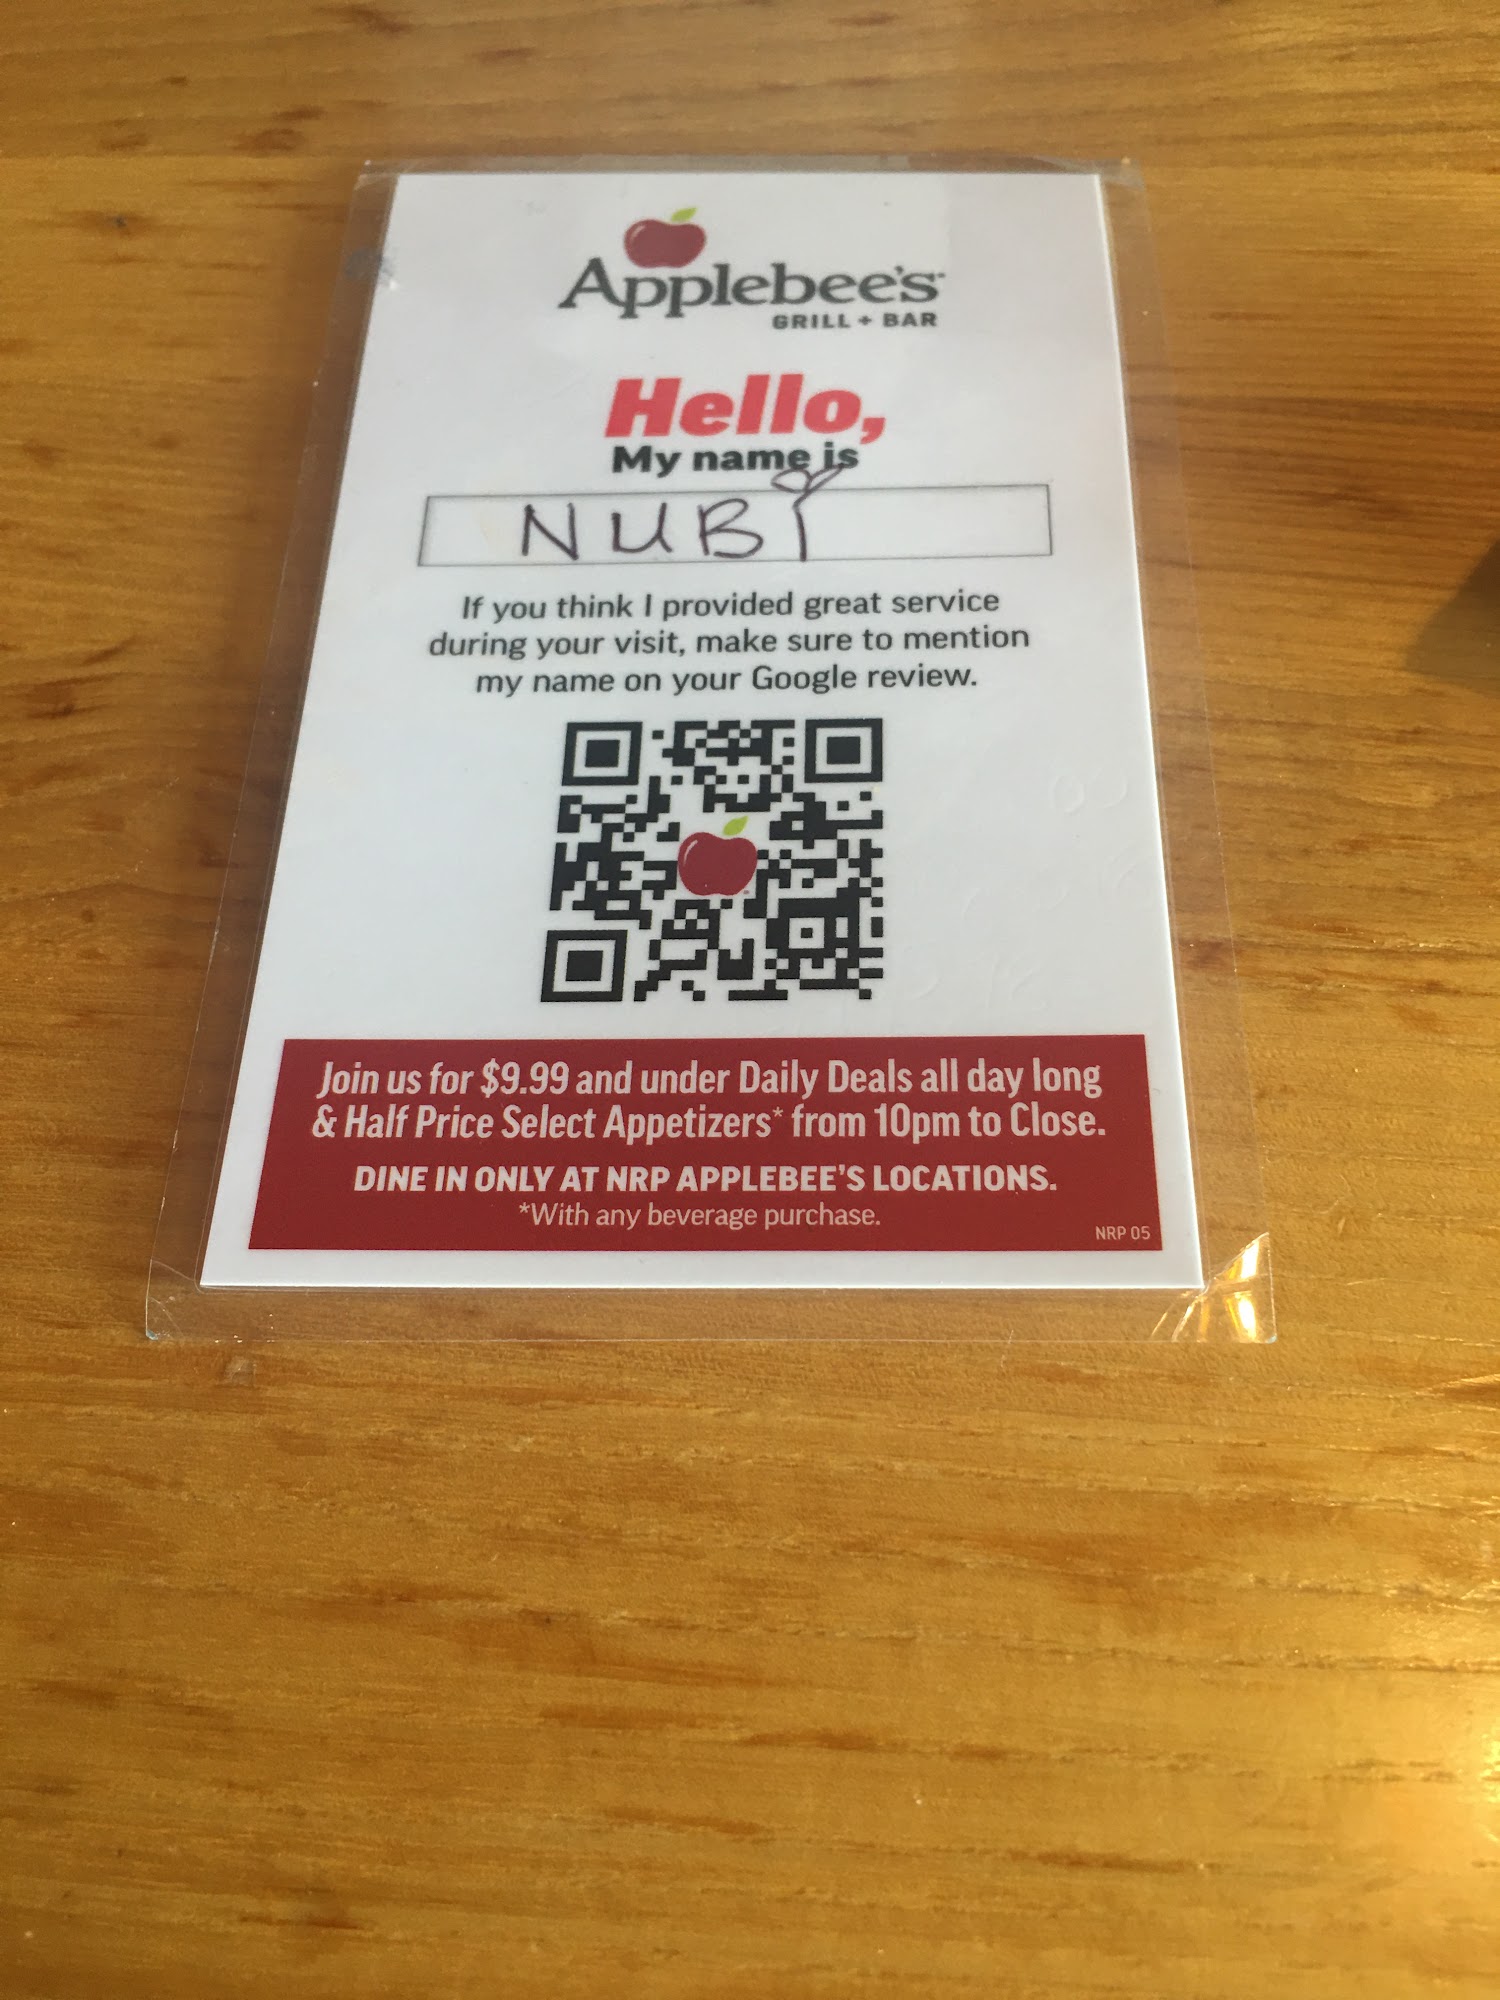 Applebee's
GRILL + BAR
Hello,
My name is
NUBi
If you think I provided great service
during your visit, make sure to mention
my name on your Google review.
Join us for $9.99 and under Daily Deals all day long
& Half Price Select Appetizers* from 10pm to Close.
DINE IN ONLY AT NRP APPLEBEE'S LOCATIONS.
*With any beverage purchase.
NRP 05